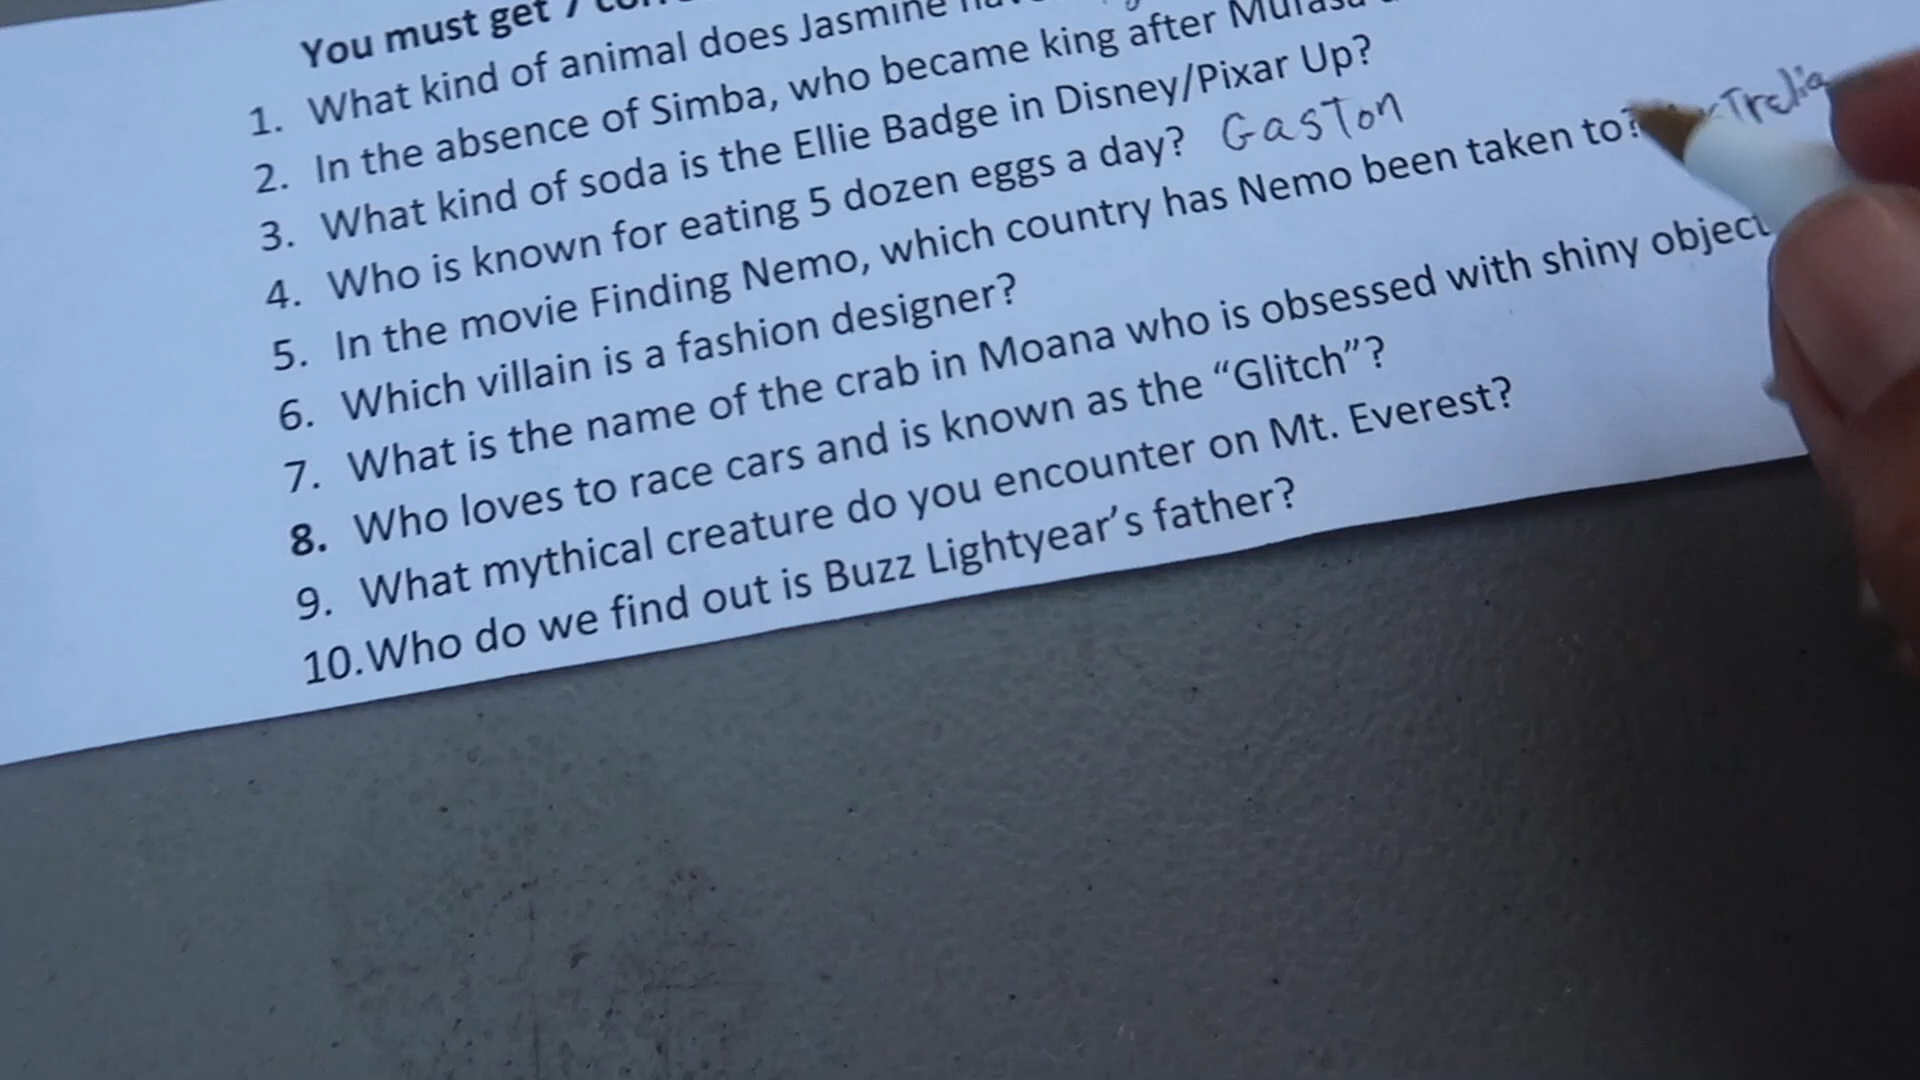 You must get 7
1. What kind of animal does Jasmine
2. In the absence of Simba, who became king after Mufasa
3. What kind of soda is the Ellie Badge in Disney/Pixar Up?
4. Who is known for eating 5 dozen eggs a day? Gaston
5. In the movie Finding Nemo, which country has Nemo been taken to?
6. Which villain is a fashion designer?
7. What is the name of the crab in Moana who is obsessed with shiny object
8. Who loves to race cars and is known as the “Glitch”?
9. What mythical creature do you encounter on Mt. Everest?
10. Who do we find out is Buzz Lightyear’s father?